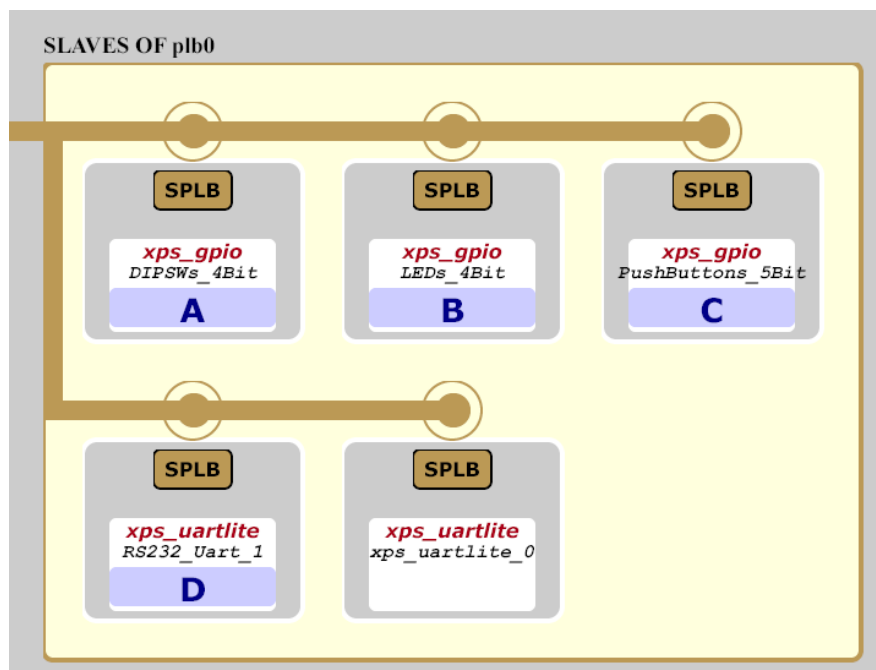 SLAVES OF plb0
SPLB
xps_gpio
DIPSWs_4Bit
A
SPLB
xps_gpio
LEDs_4Bit
B
SPLB
xps_gpio
PushButtons_5Bit
C
SPLB
xps_uartlite
RS232_Uart_1
D
SPLB
xps_uartlite
xps_uartlite_0